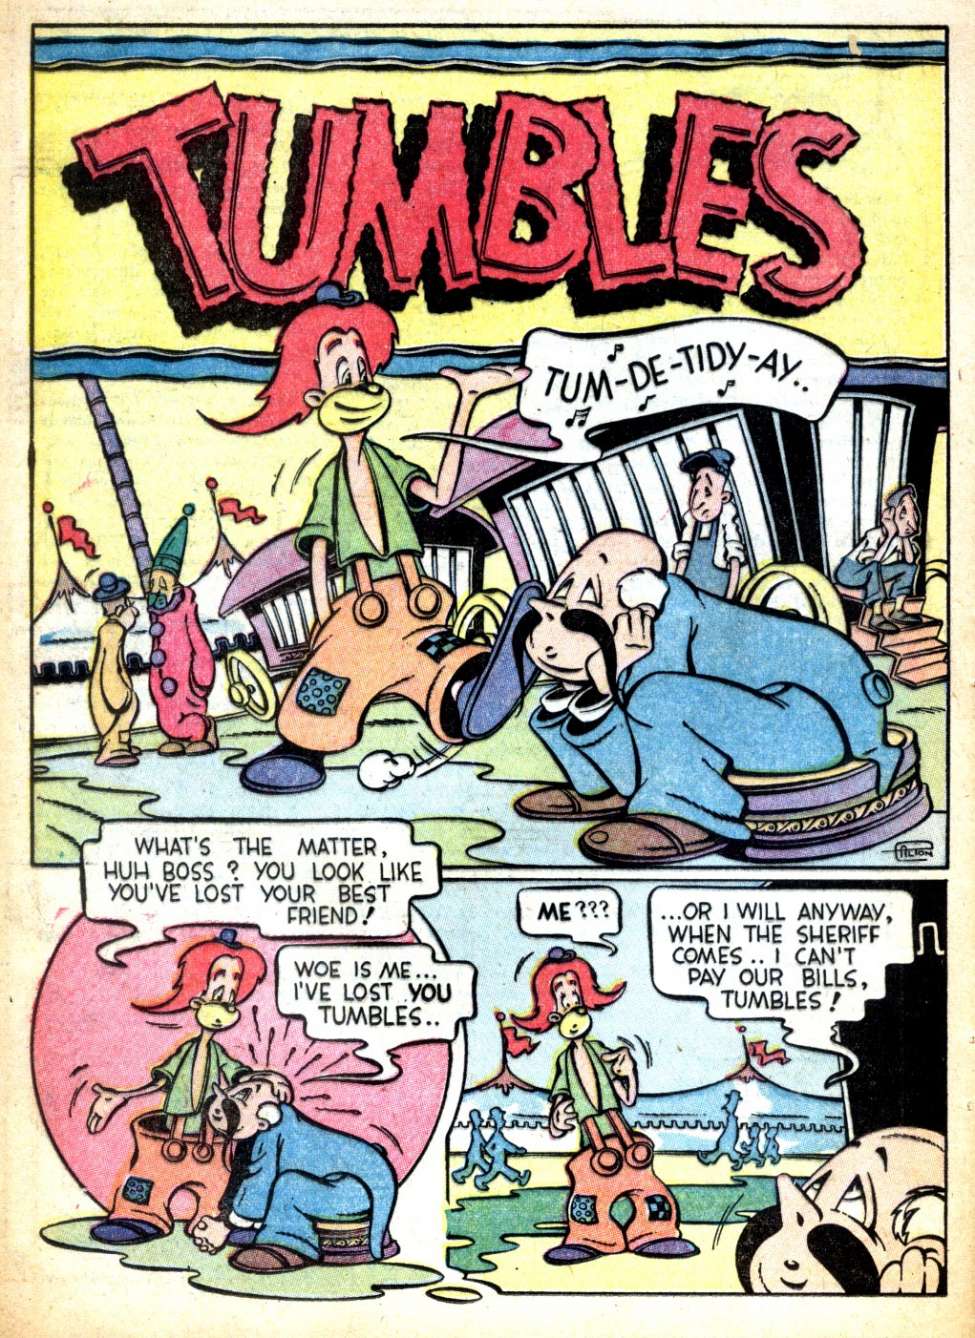 TUMBLES
TUM-DE-TIDY-AY..
WHAT'S THE MATTER,
HUH BOSS ? YOU LOOK LIKE
YOU'VE LOST YOUR BEST
FRIEND!
WOE IS ME...
I'VE LOST YOU
TUMBLES..
ME???
...OR I WILL ANYWAY,
WHEN THE SHERIFF
COMES.. I CAN'T
PAY OUR BILLS,
TUMBLES!